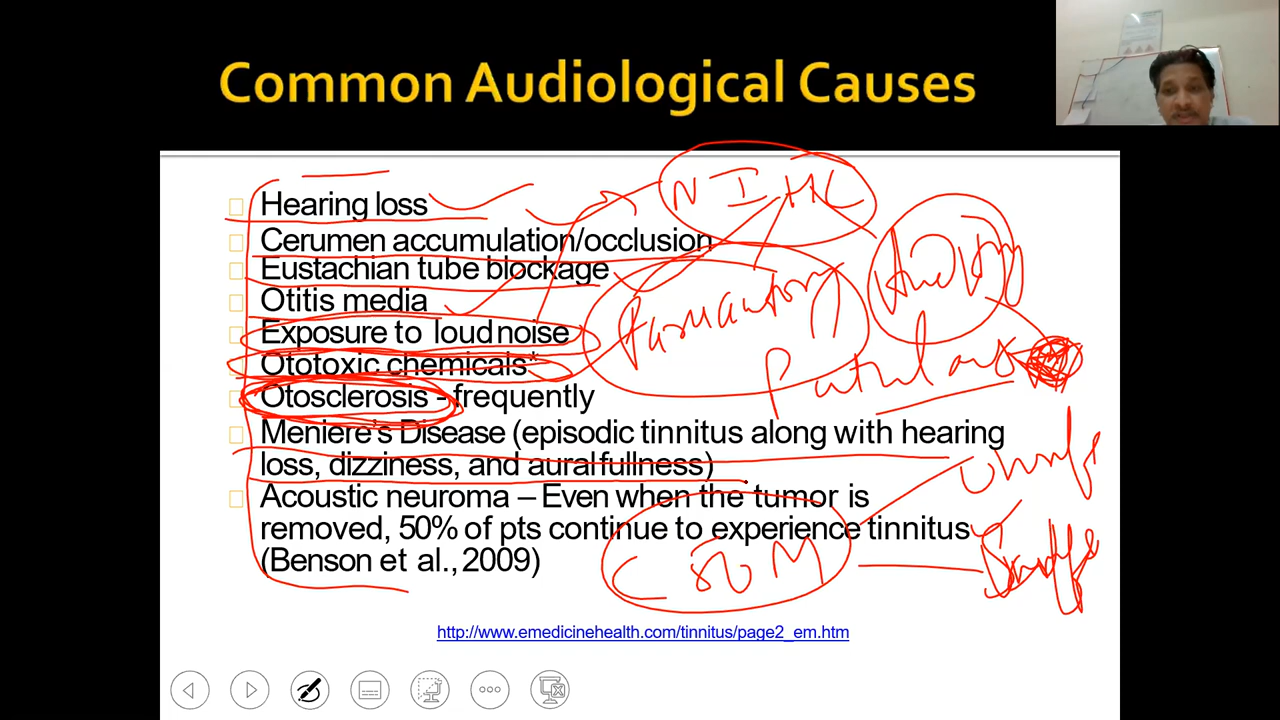 Common Audiological Causes
Hearing loss
Cerumen accumulation/occlusion
Eustachian tube blockage
Otitis media
Exposure to loud noise
Ototoxic chemicals*
Otosclerosis - frequently
Meniere's Disease (episodic tinnitus along with hearing
loss, dizziness, and aural fullness)
Acoustic neuroma – Even when the tumor is
removed, 50% of pts continue to experience tinnitus
(Benson et al., 2009)
NIHL
CSOM
http://www.emedicinehealth.com/tinnitus/page2_em.htm